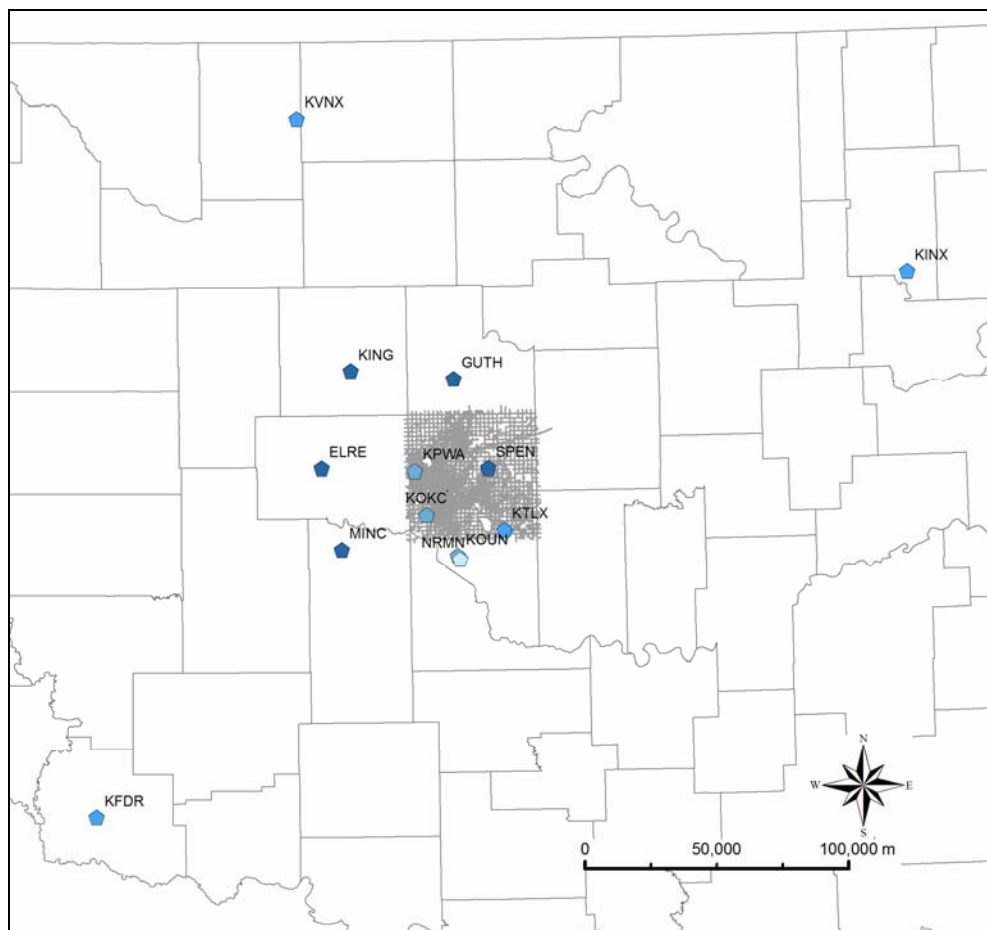 KVNX
KINX
KING
GUTH
ELRE
KPWA
SPEN
KOKC
KTLX
MINC
NRMN
KOUN
N
W
E
S
KFDR
0
50,000
100,000 m